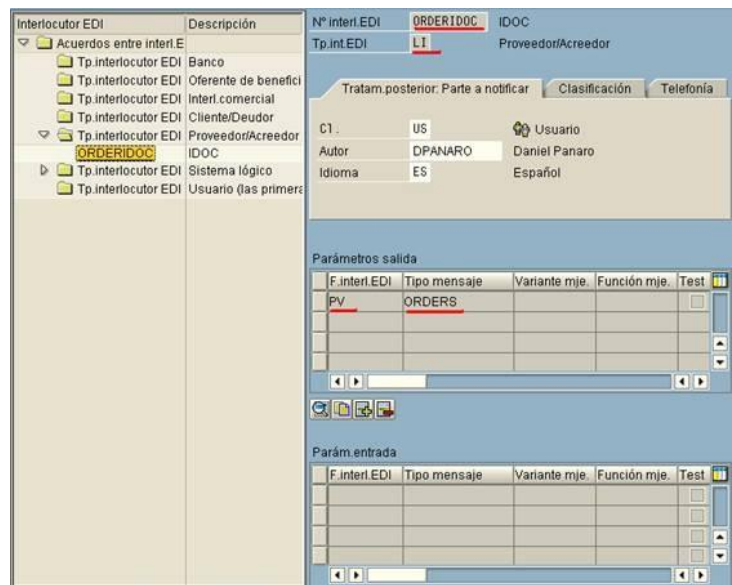 Interlocutor EDI Descripción
Acuerdos entre interl.E
Tp.interlocutor EDI Banco
Tp.interlocutor EDI Oferente de benefici
Tp.interlocutor EDI Interl.comercial
Tp.interlocutor EDI Cliente/Deudor
Tp.interlocutor EDI Proveedor/Acreedor
ORDERIDOC IDOC
Tp.interlocutor EDI Sistema lógico
Tp.interlocutor EDI Usuario (las primera
Nº interl.EDI ORDERIDOC IDOC
Tp.int.EDI LI Proveedor/Acreedor
Tratam.posterior: Parte a notificar Clasificación Telefonía
Cl. US Usuario
Autor DPANARO Daniel Panaro
Idioma ES Español
Parámetros salida
F.interl.EDI Tipo mensaje Variante mje. Función mje. Test
PV ORDERS
Parám.entrada
F.interl.EDI Tipo mensaje Variante mje. Función mje. Test